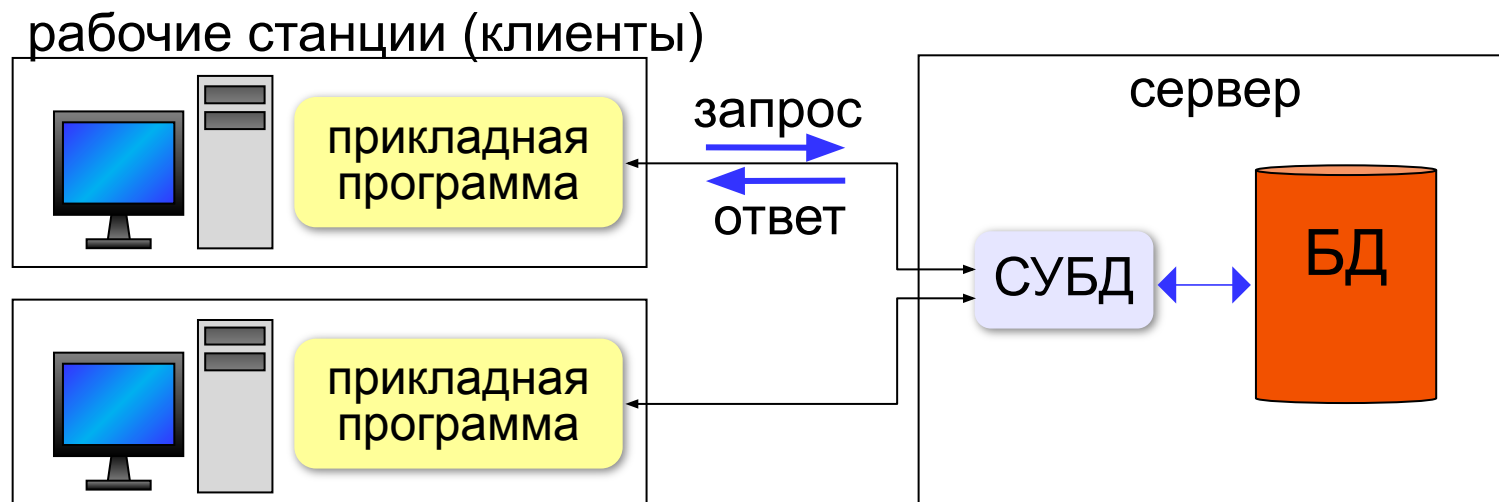 рабочие станции (клиенты)
прикладная
программа
запрос
ответ
сервер
СУБД
БД
прикладная
программа